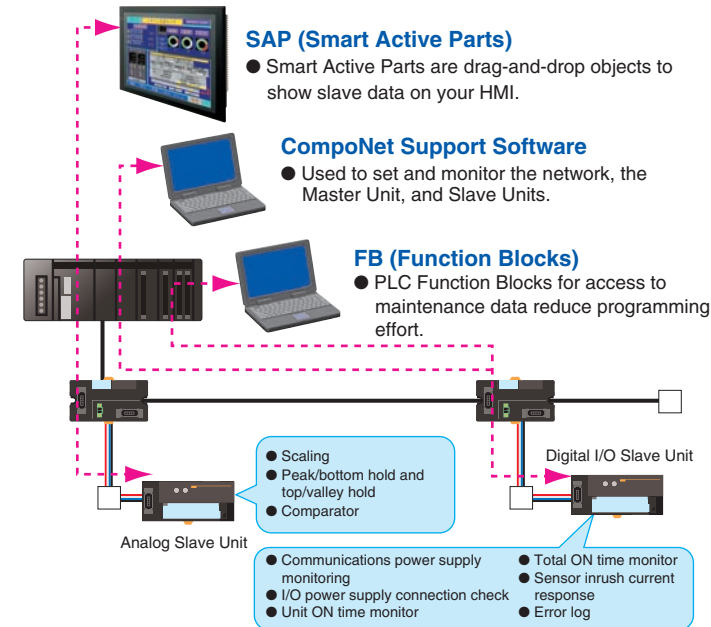 SAP (Smart Active Parts)
● Smart Active Parts are drag-and-drop objects to
show slave data on your HMI.
CompoNet Support Software
● Used to set and monitor the network, the
Master Unit, and Slave Units.
FB (Function Blocks)
● PLC Function Blocks for access to
maintenance data reduce programming
effort.
Digital I/O Slave Unit
● Scaling
● Peak/bottom hold and
top/valley hold
● Comparator
Analog Slave Unit
● Communications power supply
monitoring
● I/O power supply connection check
● Unit ON time monitor
● Total ON time monitor
● Sensor inrush current
response
● Error log